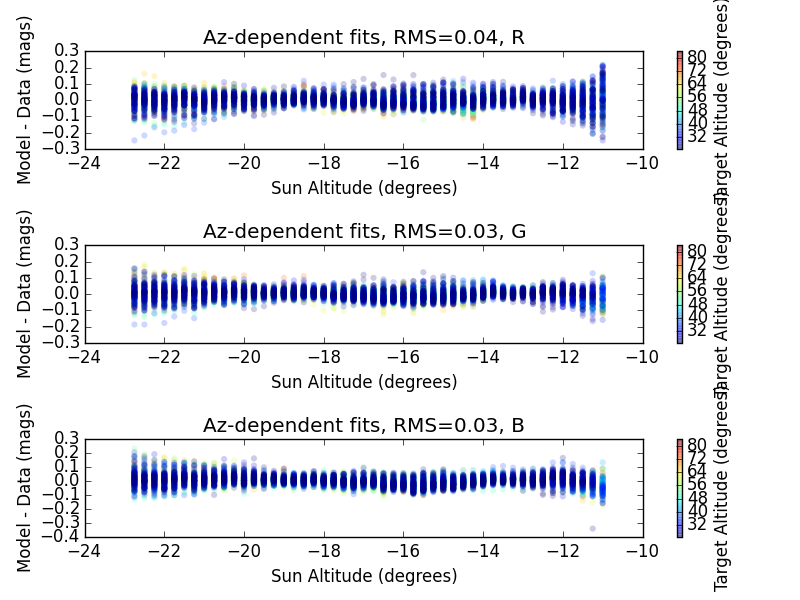 Az-dependent fits, RMS=0.04, R
Model - Data (mags)
0.3
0.2
0.1
0.0
−0.1
−0.2
−0.3
−24 −22 −20 −18 −16 −14 −12 −10
Sun Altitude (degrees)
80
72
64
56
48
40
32
Target Altitude (degrees)
Az-dependent fits, RMS=0.03, G
Model - Data (mags)
0.3
0.2
0.1
0.0
−0.1
−0.2
−0.3
−24 −22 −20 −18 −16 −14 −12 −10
Sun Altitude (degrees)
80
72
64
56
48
40
32
Target Altitude (degrees)
Az-dependent fits, RMS=0.03, B
Model - Data (mags)
0.3
0.2
0.1
0.0
−0.1
−0.2
−0.3
−0.4
−24 −22 −20 −18 −16 −14 −12 −10
Sun Altitude (degrees)
80
72
64
56
48
40
32
Target Altitude (degrees)